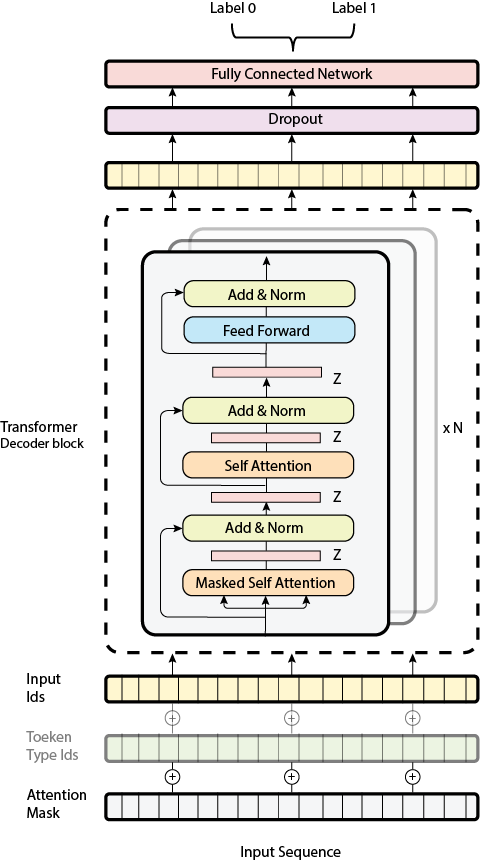 Label 0
Label 1
Fully Connected Network
Dropout
Add & Norm
Feed Forward
Z
Add & Norm
Z
Transformer
Decoder block
x N
Self Attention
Z
Add & Norm
Z
Masked Self Attention
Input
Ids
Toeken
Type Ids
Attention
Mask
Input Sequence